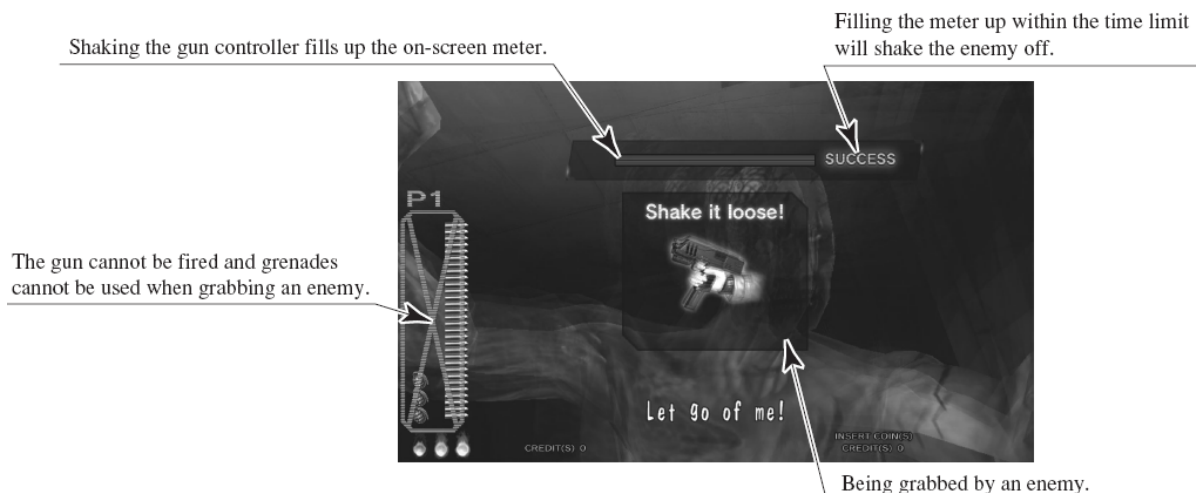 Filling the meter up within the time limit
will shake the enemy off.
Shaking the gun controller fills up the on-screen meter.
SUCCESS
P1
Shake it loose!
The gun cannot be fired and grenades
cannot be used when grabbing an enemy.
Let go of me!
INSERT COIN(S)
CREDIT(S) 0
CREDIT(S) 0
Being grabbed by an enemy.